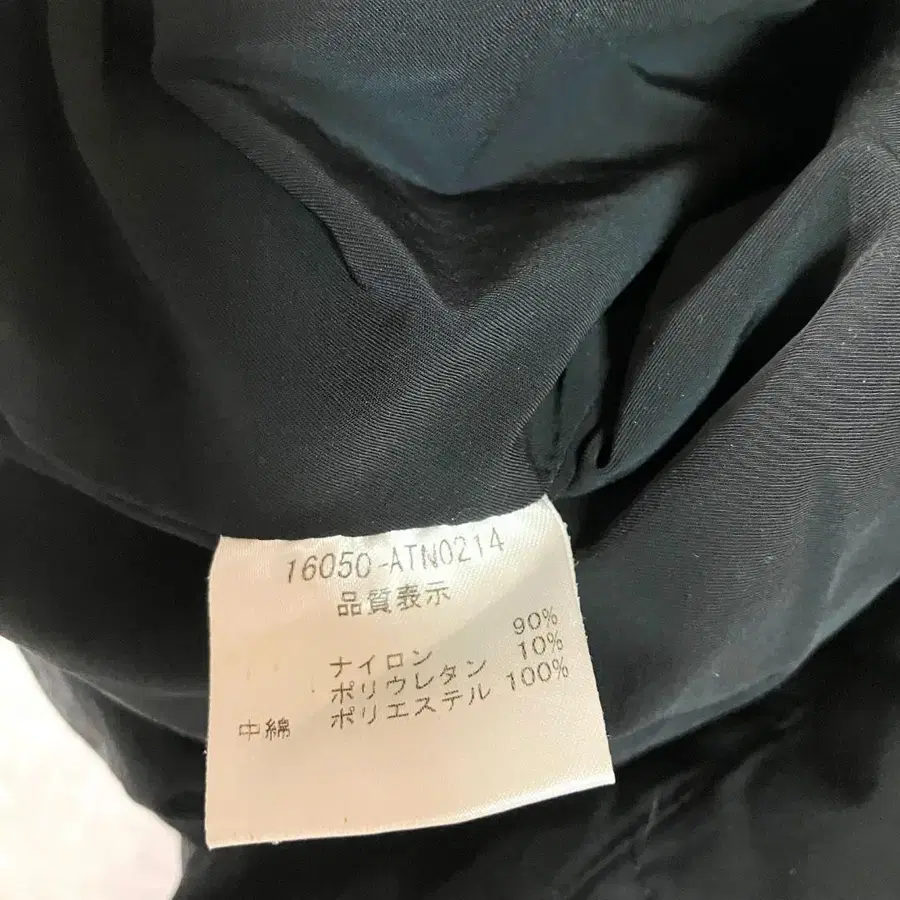 16050-ATN0214
品質表示
ナイロン 90%
ポリウレタン 10%
中綿 ポリエステル 100%